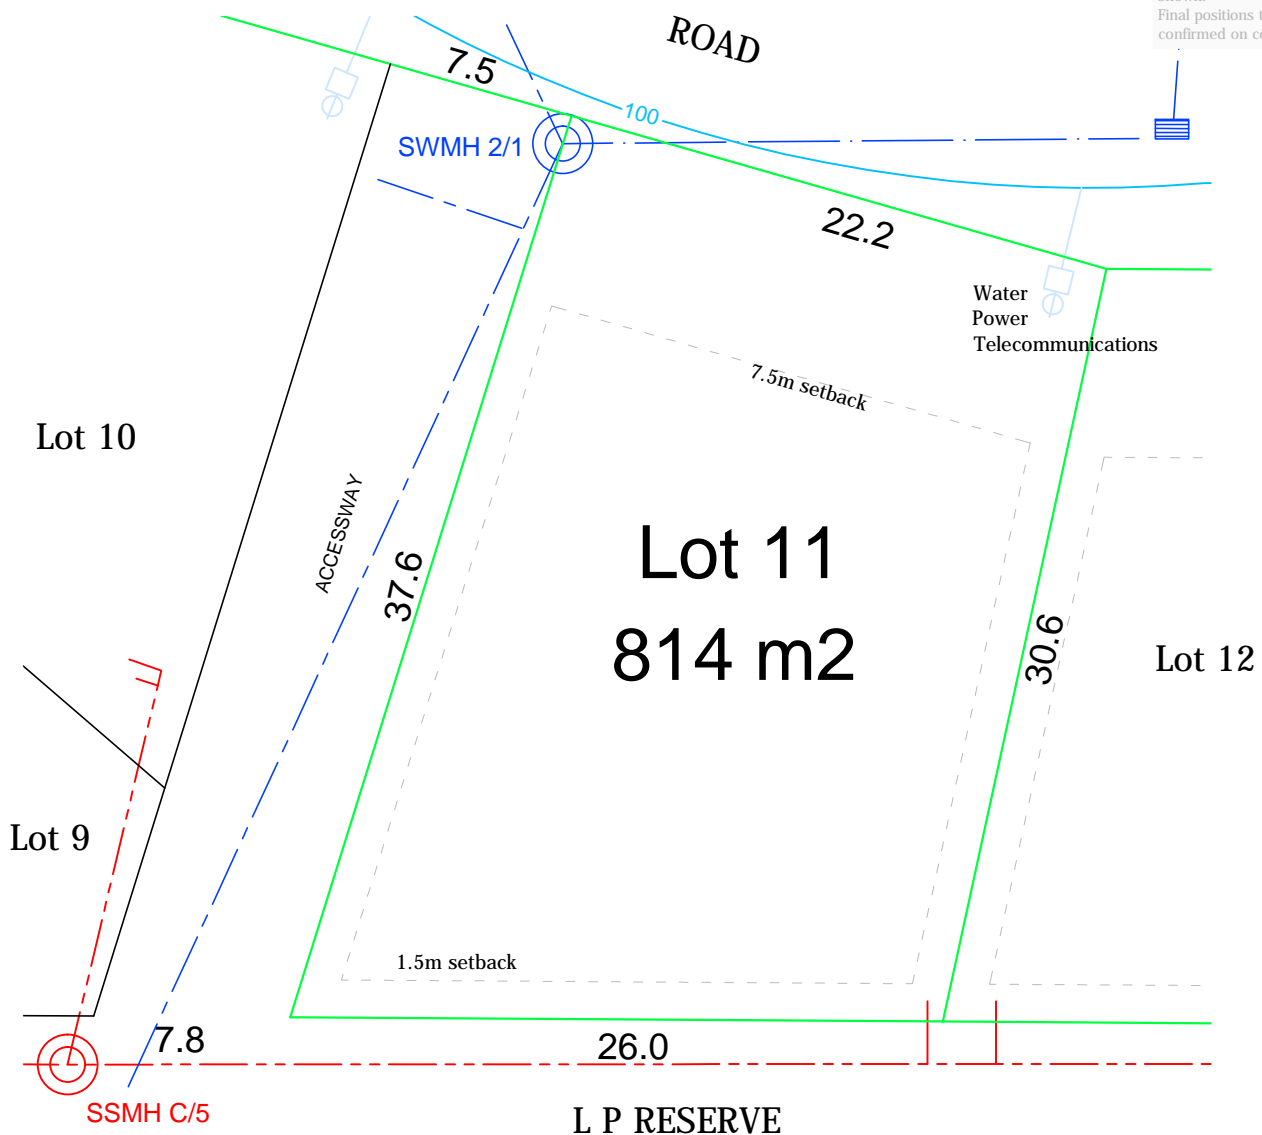 Final positions t
confirmed on co
ROAD
7.5
100
SWMH 2/1
22.2
Water
Power
Telecommunications
7.5m setback
Lot 10
ACCESSWAY
37.6
Lot 11
814 m2
30.6
Lot 12
Lot 9
1.5m setback
7.8
26.0
SSMH C/5
L P RESERVE